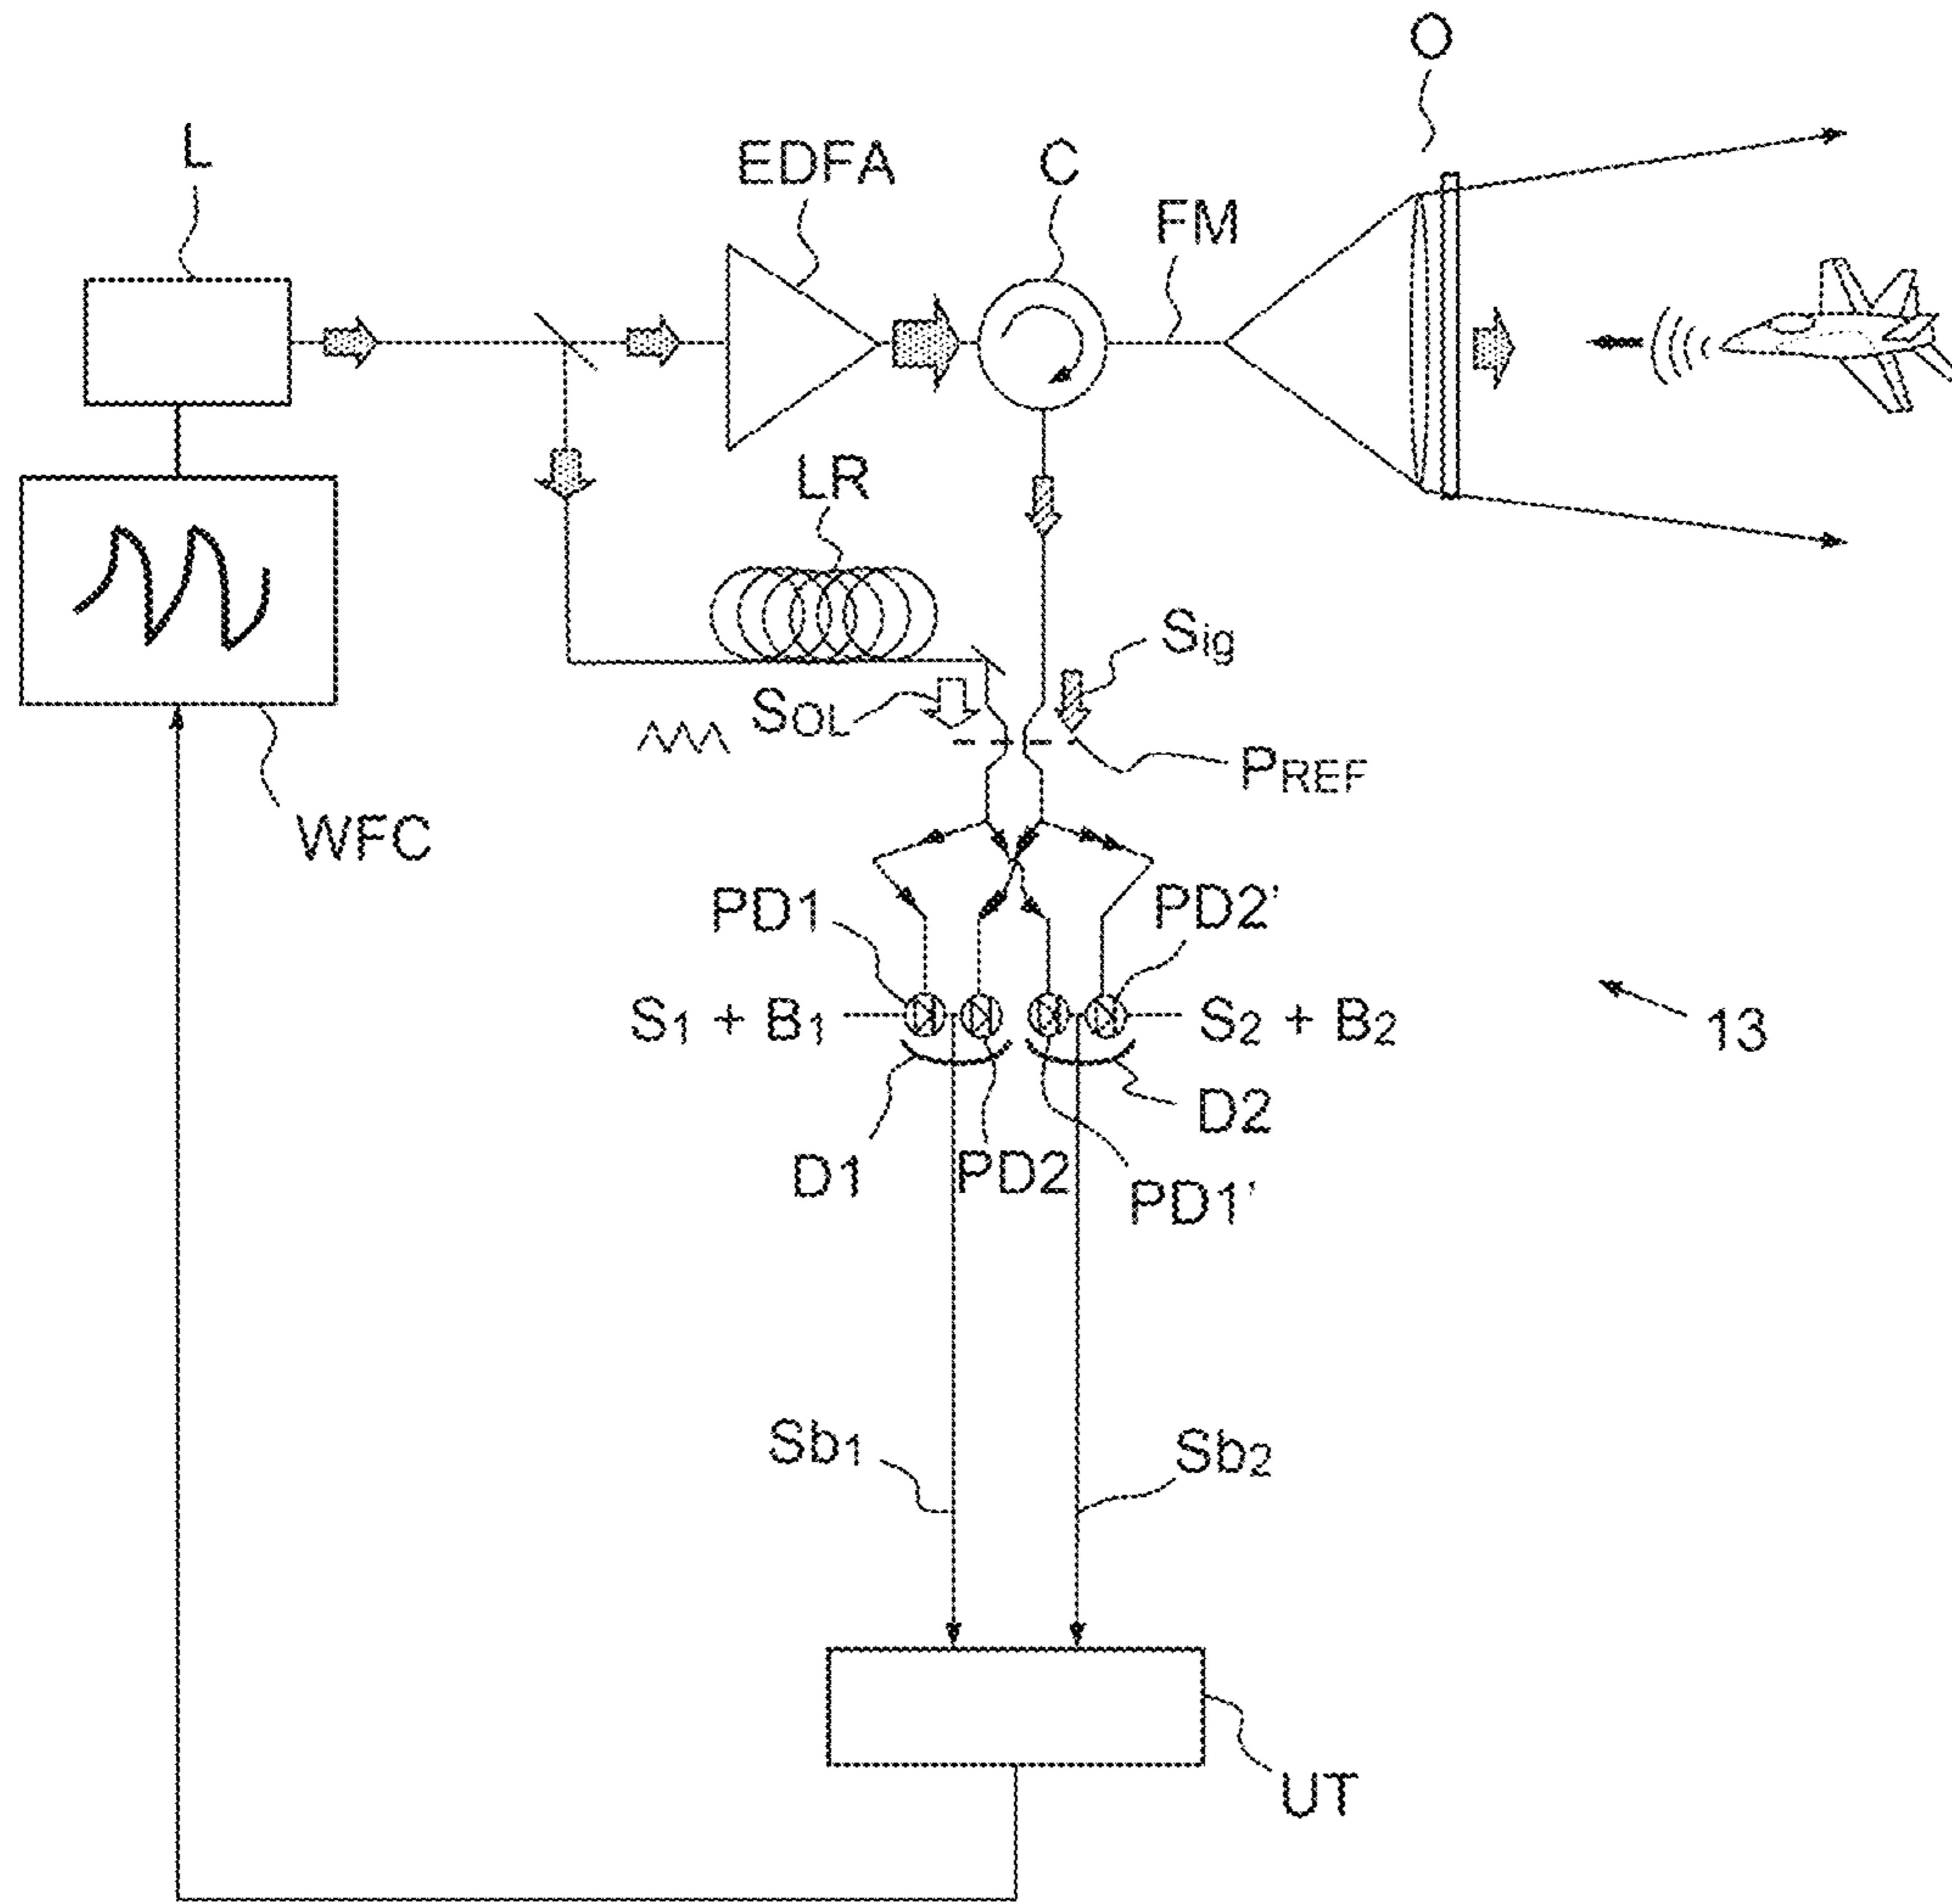 O
L
EDFA
C
FM
LR
Sig
SOL
PREF
WFC
PD1
PD2'
S1 + B1
S2 + B2
13
D2
D1
PD2
PD1'
Sb1
Sb2
UT